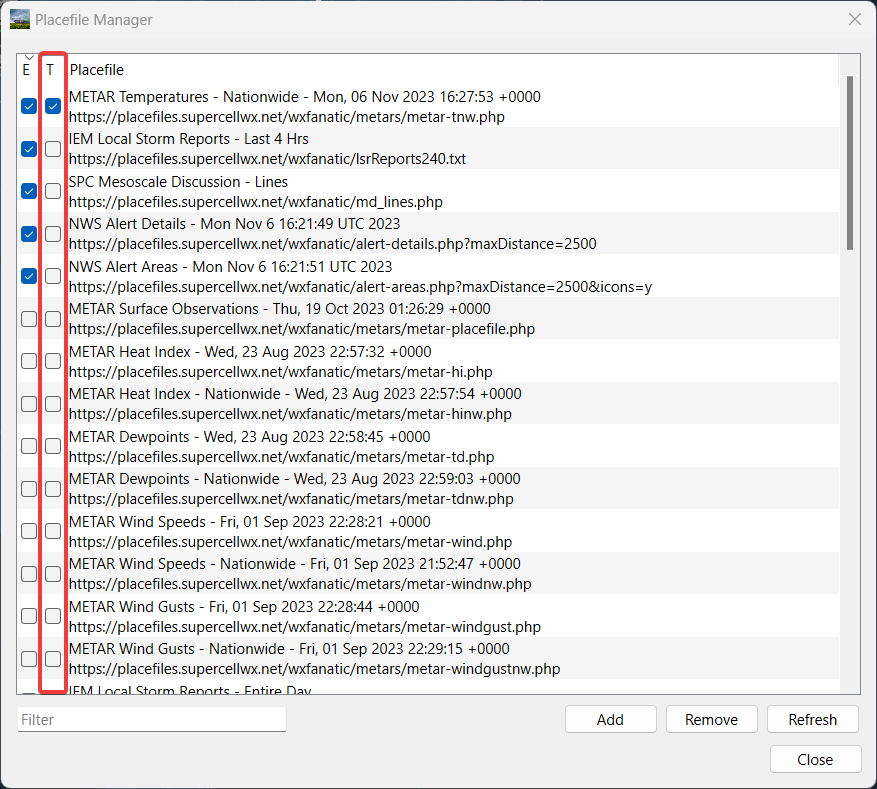 Placefile Manager
E T Placefile
METAR Temperatures - Nationwide - Mon, 06 Nov 2023 16:27:53 +0000
https://placefiles.supercellwx.net/wxfanatic/metars/metar-tnw.php
IEM Local Storm Reports - Last 4 Hrs
https://placefiles.supercellwx.net/wxfanatic/lsrReports240.txt
SPC Mesoscale Discussion - Lines
https://placefiles.supercellwx.net/wxfanatic/md_lines.php
NWS Alert Details - Mon Nov 6 16:21:49 UTC 2023
https://placefiles.supercellwx.net/wxfanatic/alert-details.php?maxDistance=2500
NWS Alert Areas - Mon Nov 6 16:21:51 UTC 2023
https://placefiles.supercellwx.net/wxfanatic/alert-areas.php?maxDistance=2500&icons=y
METAR Surface Observations - Thu, 19 Oct 2023 01:26:29 +0000
https://placefiles.supercellwx.net/wxfanatic/metars/metar-placefile.php
METAR Heat Index - Wed, 23 Aug 2023 22:57:32 +0000
https://placefiles.supercellwx.net/wxfanatic/metars/metar-hi.php
METAR Heat Index - Nationwide - Wed, 23 Aug 2023 22:57:54 +0000
https://placefiles.supercellwx.net/wxfanatic/metars/metar-hinw.php
METAR Dewpoints - Wed, 23 Aug 2023 22:58:45 +0000
https://placefiles.supercellwx.net/wxfanatic/metars/metar-td.php
METAR Dewpoints - Nationwide - Wed, 23 Aug 2023 22:59:03 +0000
https://placefiles.supercellwx.net/wxfanatic/metars/metar-tdnw.php
METAR Wind Speeds - Fri, 01 Sep 2023 22:28:21 +0000
https://placefiles.supercellwx.net/wxfanatic/metars/metar-wind.php
METAR Wind Speeds - Nationwide - Fri, 01 Sep 2023 21:52:47 +0000
https://placefiles.supercellwx.net/wxfanatic/metars/metar-windnw.php
METAR Wind Gusts - Fri, 01 Sep 2023 22:28:44 +0000
https://placefiles.supercellwx.net/wxfanatic/metars/metar-windgust.php
METAR Wind Gusts - Nationwide - Fri, 01 Sep 2023 22:29:15 +0000
https://placefiles.supercellwx.net/wxfanatic/metars/metar-windgustnw.php
IEM Local Storm Reports - Entire Day
Filter
Add Remove Refresh
Close